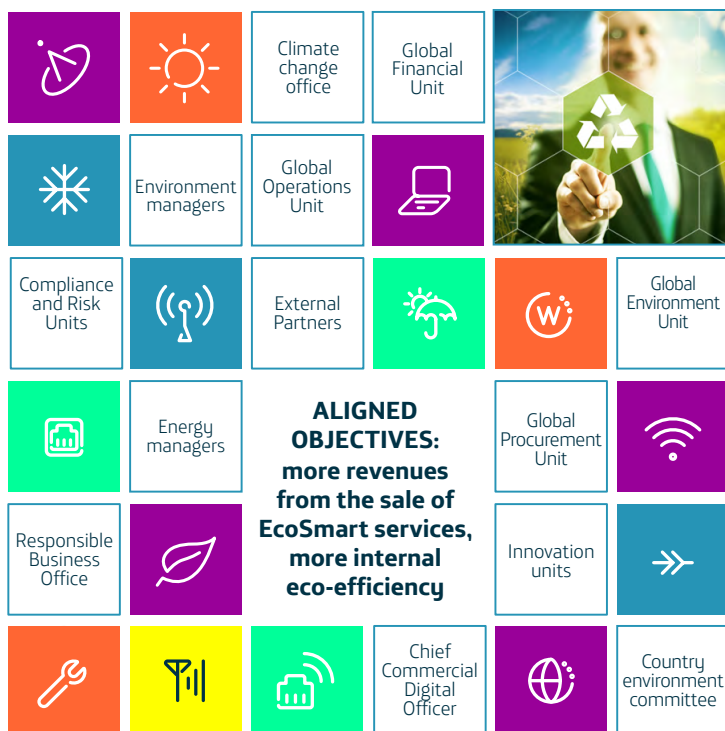 Climate
change
office
Global
Financial
Unit
Environment
managers
Global
Operations
Unit
Compliance
and Risk
Units
External
Partners
W
Global
Environment
Unit
Energy
managers
ALIGNED
OBJECTIVES:
more revenues
from the sale of
EcoSmart services,
more internal
eco-efficiency
Global
Procurement
Unit
Responsible
Business
Office
Innovation
units
Chief
Commercial
Digital
Officer
Country
environment
committee